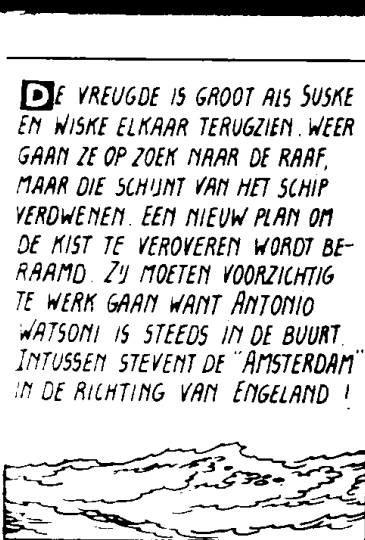 DE VREUGDE IS GROOT ALS SUSKE
EN WISKE ELKAAR TERUGZIEN. WEER
GAAN ZE OP ZOEK NAAR DE RAAF,
MAAR DIE SCHIJNT VAN HET SCHIP
VERDWENEN. EEN NIEUW PLAN OM
DE KIST TE VEROVEREN WORDT BE-
RAAMD. ZIJ MOETEN VOORZICHTIG
TE WERK GAAN WANT ANTONIO
WATSONI IS STEEDS IN DE BUURT.
INTUSSEN STEVENT DE "AMSTERDAM"
IN DE RICHTING VAN ENGELAND !